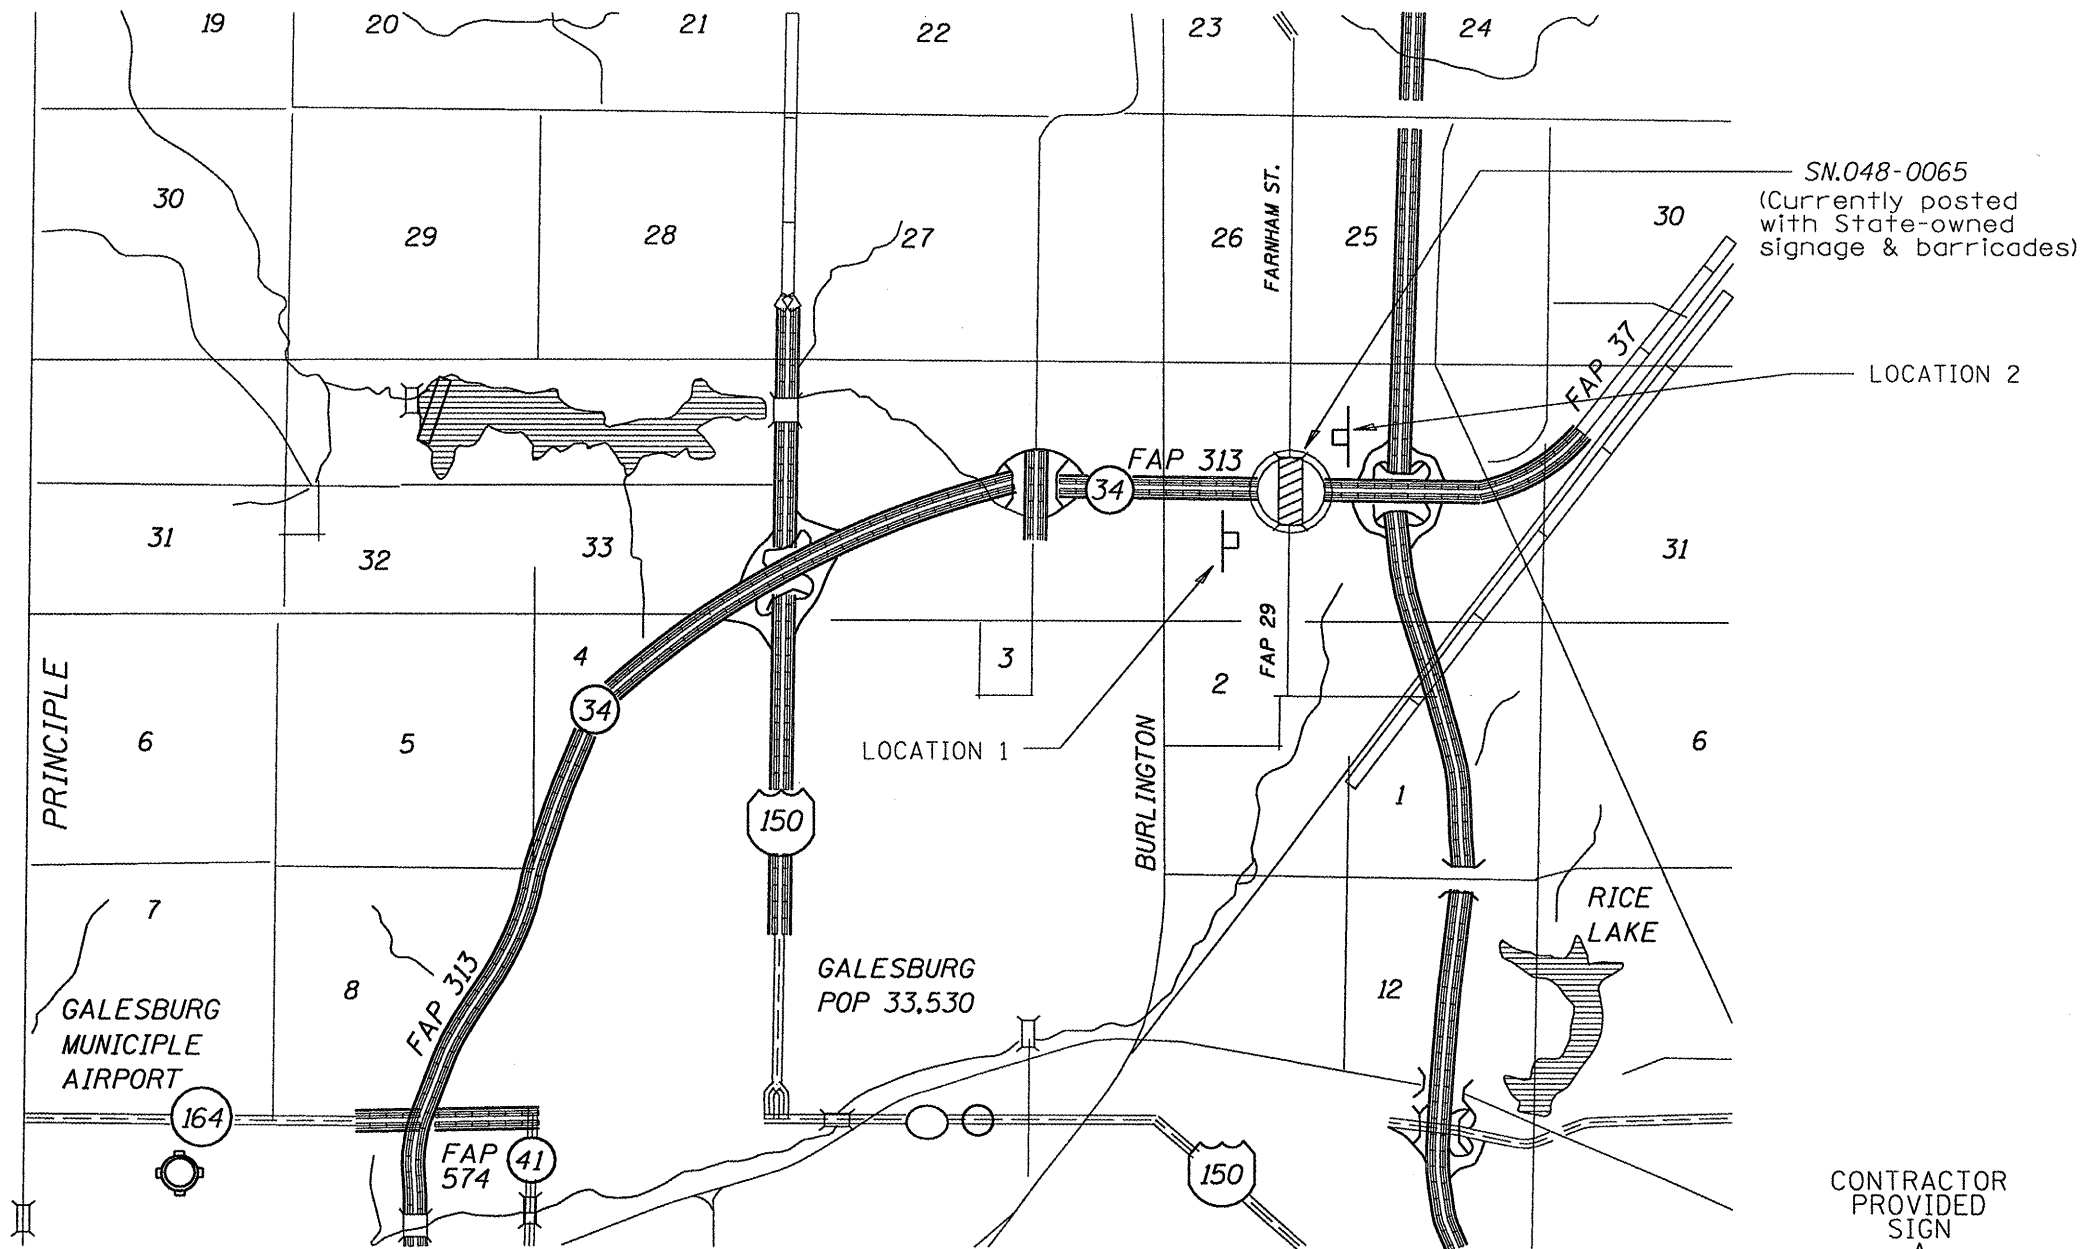 19
20
21
22
23
24
30
29
28
27
26
FARNHAM ST.
25
30
SN.048-0065
(Currently posted
with State-owned
signage & barricades)
FAP 37
LOCATION 2
FAP 313
34
31
32
33
31
4
3
2
FAP 29
34
PRINCIPLE
6
5
LOCATION 1
BURLINGTON
6
150
1
7
8
FAP 313
GALESBURG
POP 33,530
12
RICE
LAKE
GALESBURG
MUNICIPLE
AIRPORT
164
FAP
574
41
150
CONTRACTOR
PROVIDED
SIGN